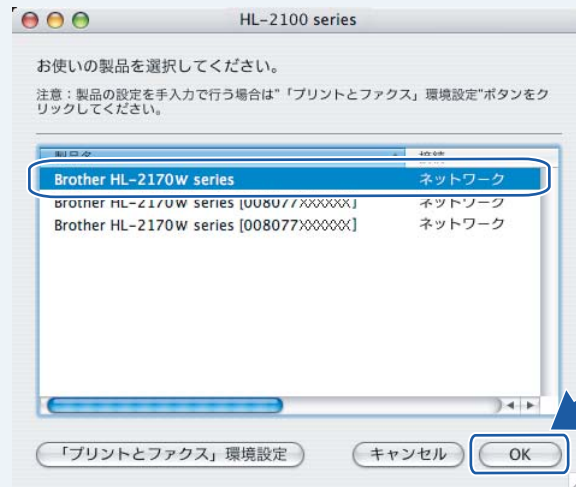 HL-2100 series
お使いの製品を選択してください。
注意：製品の設定を手入力で行う場合は"「プリントとファクス」環境設定"ボタンをク
リックしてください。
製品名 接続
Brother HL-2170W series ネットワーク
Brother HL-2170W series [008077XXXXXX] ネットワーク
Brother HL-2170W series [008077XXXXXX] ネットワーク
「プリントとファクス」環境設定 キャンセル OK